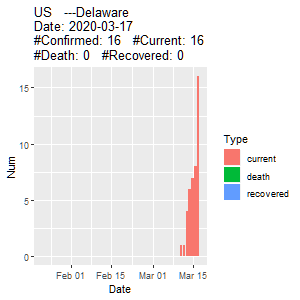 US   ---Delaware
Date: 2020-03-17
#Confirmed: 16   #Current: 16
#Death: 0   #Recovered: 0
Num
15
10
5
0
Feb 01   Feb 15   Mar 01   Mar 15
Date
Type
current
death
recovered